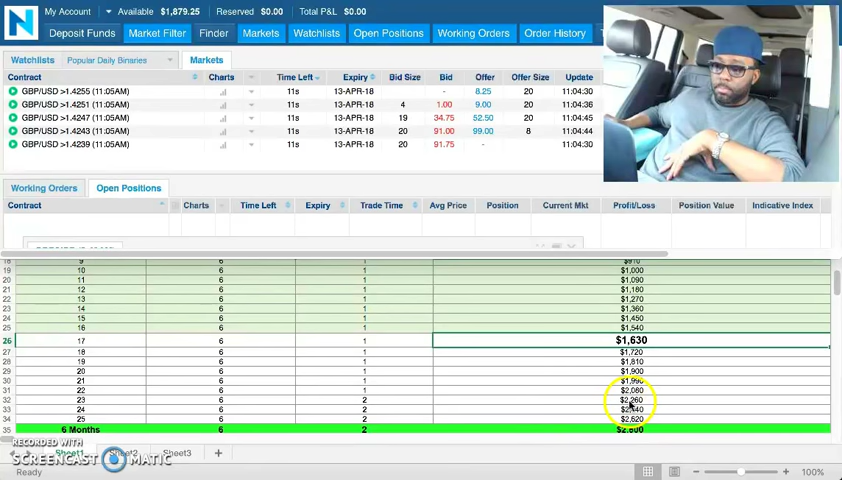 My Account Available $1,879.25 Reserved $0.00 Total P&L $0.00
N
Deposit Funds Market Filter Finder Markets Watchlists Open Positions Working Orders Order History
Watchlists Popular Daily Binaries Markets
Contract Charts Time Left Expiry Bid Size Bid Offer Offer Size Update
GBP/USD >1.4255 (11:05AM) 11s 13-APR-18 - 8.25 20 11:04:30
GBP/USD >1.4251 (11:05AM) 11s 13-APR-18 4 1.00 9.00 20 11:04:36
GBP/USD >1.4247 (11:05AM) 11s 13-APR-18 19 34.75 52.50 20 11:04:45
GBP/USD >1.4243 (11:05AM) 11s 13-APR-18 20 91.00 99.00 8 11:04:44
GBP/USD >1.4239 (11:05AM) 11s 13-APR-18 20 91.75 - 11:04:30
Working Orders Open Positions
Contract Charts Time Left Expiry Trade Time Avg Price Position Current Mkt Profit/Loss Position Value Indicative Index
18 9 6 1 $910
19 10 6 1 $1,000
20 11 6 1 $1,090
21 12 6 1 $1,180
22 13 6 1 $1,270
23 14 6 1 $1,360
24 15 6 1 $1,450
25 16 6 1 $1,540
26 17 6 1 $1,630
27 18 6 1 $1,720
28 19 6 1 $1,810
29 20 6 1 $1,900
30 21 6 1 $1,990
31 22 6 1 $2,080
32 23 6 2 $2,260
33 24 6 2 $2,440
34 25 6 2 $2,620
35 6 Months 6 2
RECORDED WITH
SCREENCAST MATIC
Sheet1 Sheet2 Sheet3
Ready 100%